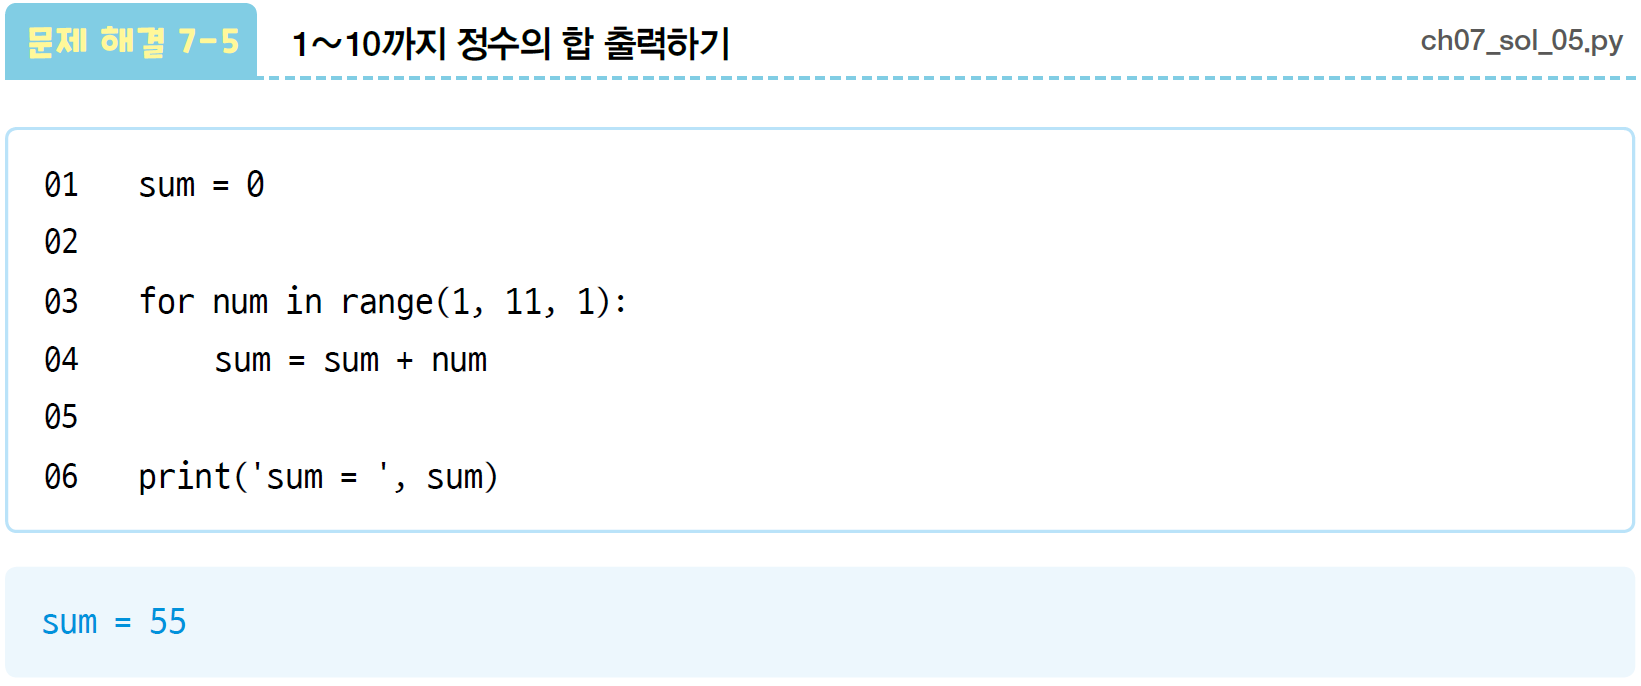 문제 해결 7-5 1~10까지 정수의 합 출력하기 ch07_sol_05.py
01 sum = 0
02
03 for num in range(1, 11, 1):
04     sum = sum + num
05
06 print('sum = ', sum)
sum = 55